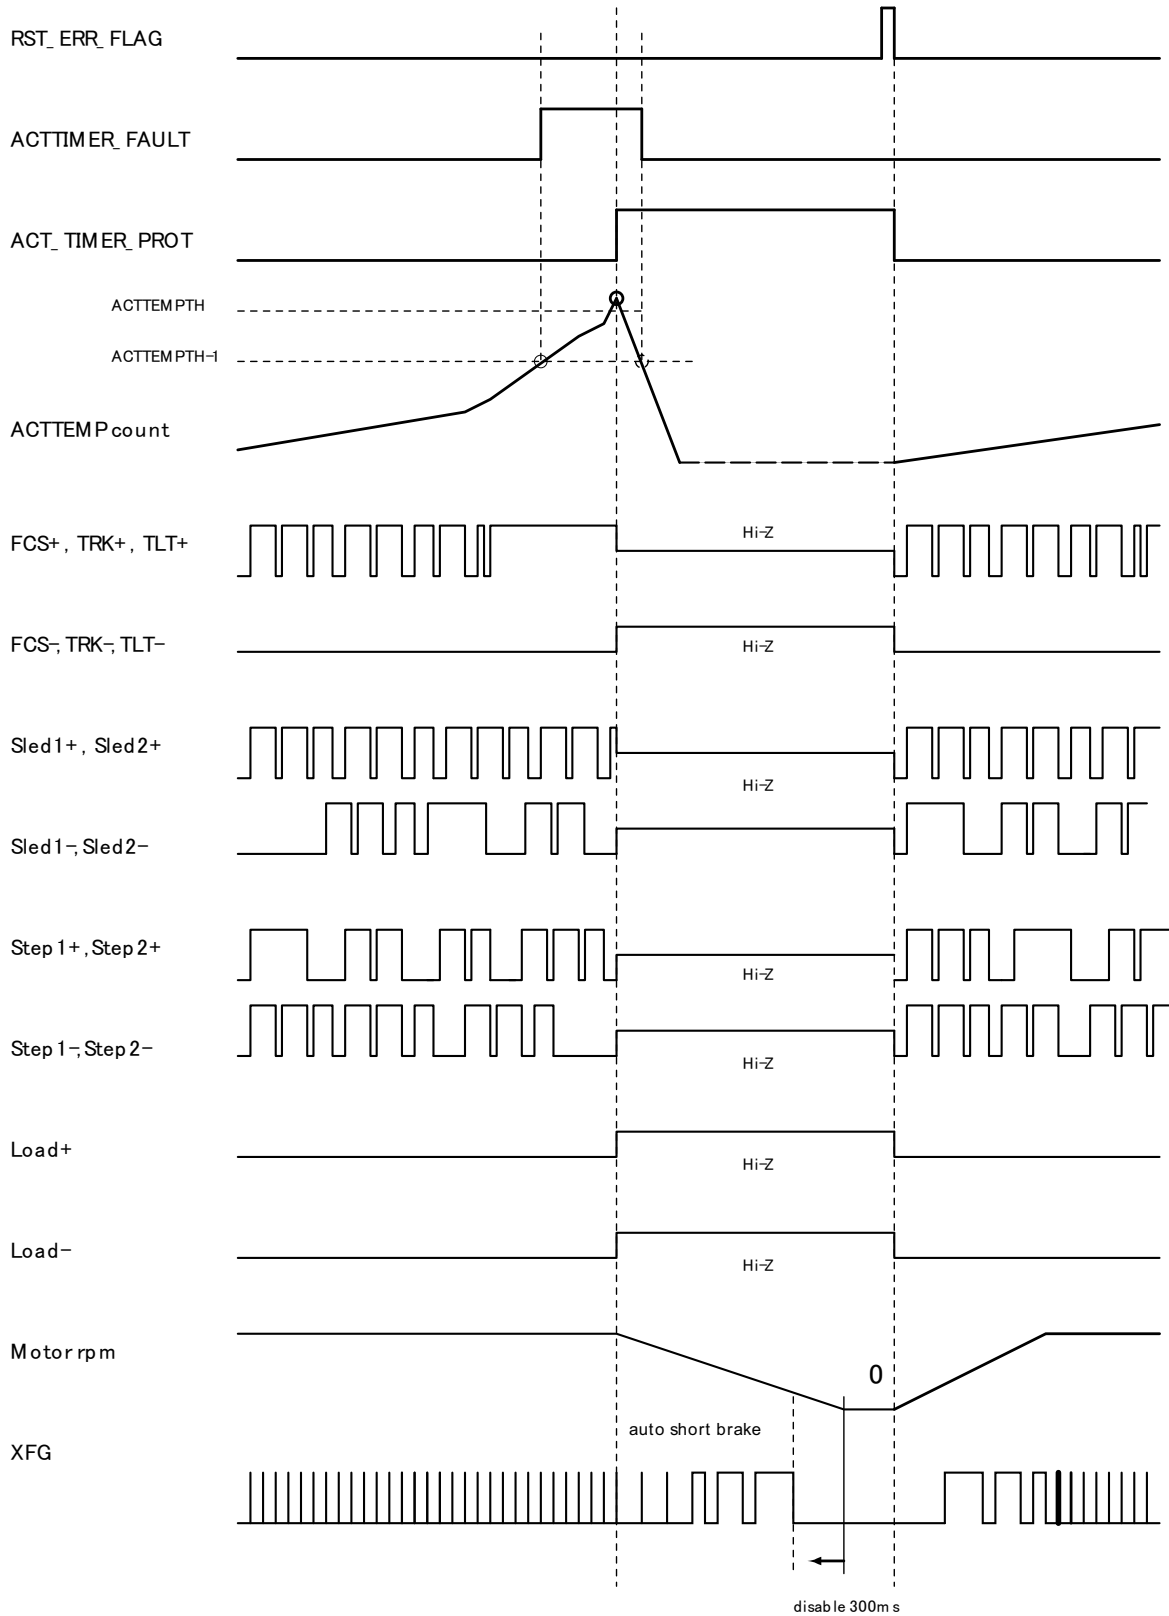 RST_ERR_FLAG
ACTTIMER_FAULT
ACT_TIMER_PROT
ACTTEMPTH
ACTTEMPTH-1
ACTTEMP count
FCS+, TRK+, TLT+
Hi-Z
FCS-, TRK-, TLT-
Hi-Z
Sled1+, Sled2+
Hi-Z
Sled1-, Sled2-
Step1+, Step2+
Hi-Z
Step1-, Step2-
Hi-Z
Load+
Hi-Z
Load-
Hi-Z
Motor rpm
0
auto short brake
XFG
disable 300ms